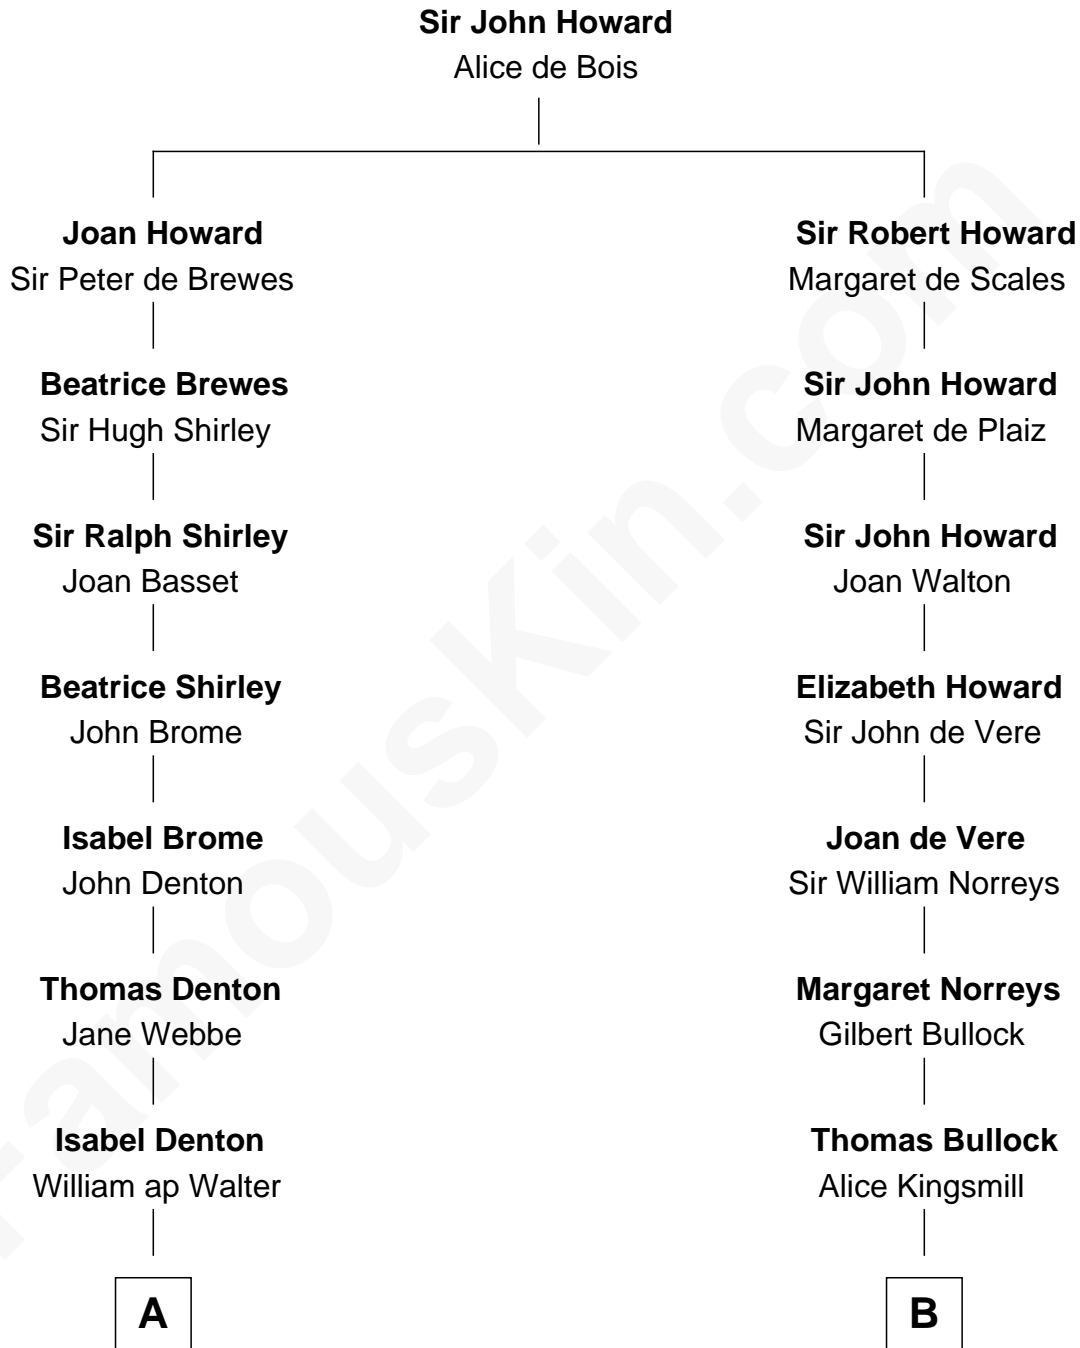 Sir John Howard
Alice de Bois
Joan Howard
Sir Peter de Brewes
Sir Robert Howard
Margaret de Scales
Beatrice Brewes
Sir Hugh Shirley
Sir John Howard
Margaret de Plaiz
Sir Ralph Shirley
Joan Basset
Sir John Howard
Joan Walton
Beatrice Shirley
John Brome
Elizabeth Howard
Sir John de Vere
Isabel Brome
John Denton
Joan de Vere
Sir William Norreys
Thomas Denton
Jane Webbe
Margaret Norreys
Gilbert Bullock
Isabel Denton
William ap Walter
Thomas Bullock
Alice Kingsmill
A
B
FamousKin.com